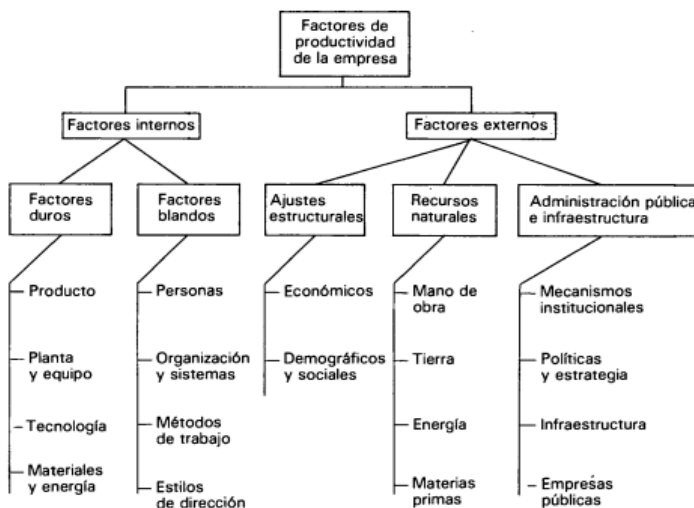 Factores de
productividad
de la empresa
Factores internos
Factores externos
Factores
duros
Factores
blandos
Ajustes
estructurales
Recursos
naturales
Administración pública
e infraestructura
Producto
Planta
y equipo
Tecnología
Materiales
y energía
Personas
Organización
y sistemas
Métodos
de trabajo
Estilos
de dirección
Económicos
Demográficos
y sociales
Mano de
obra
Tierra
Energía
Materias
primas
Mecanismos
institucionales
Políticas
y estrategia
Infraestructura
Empresas
públicas